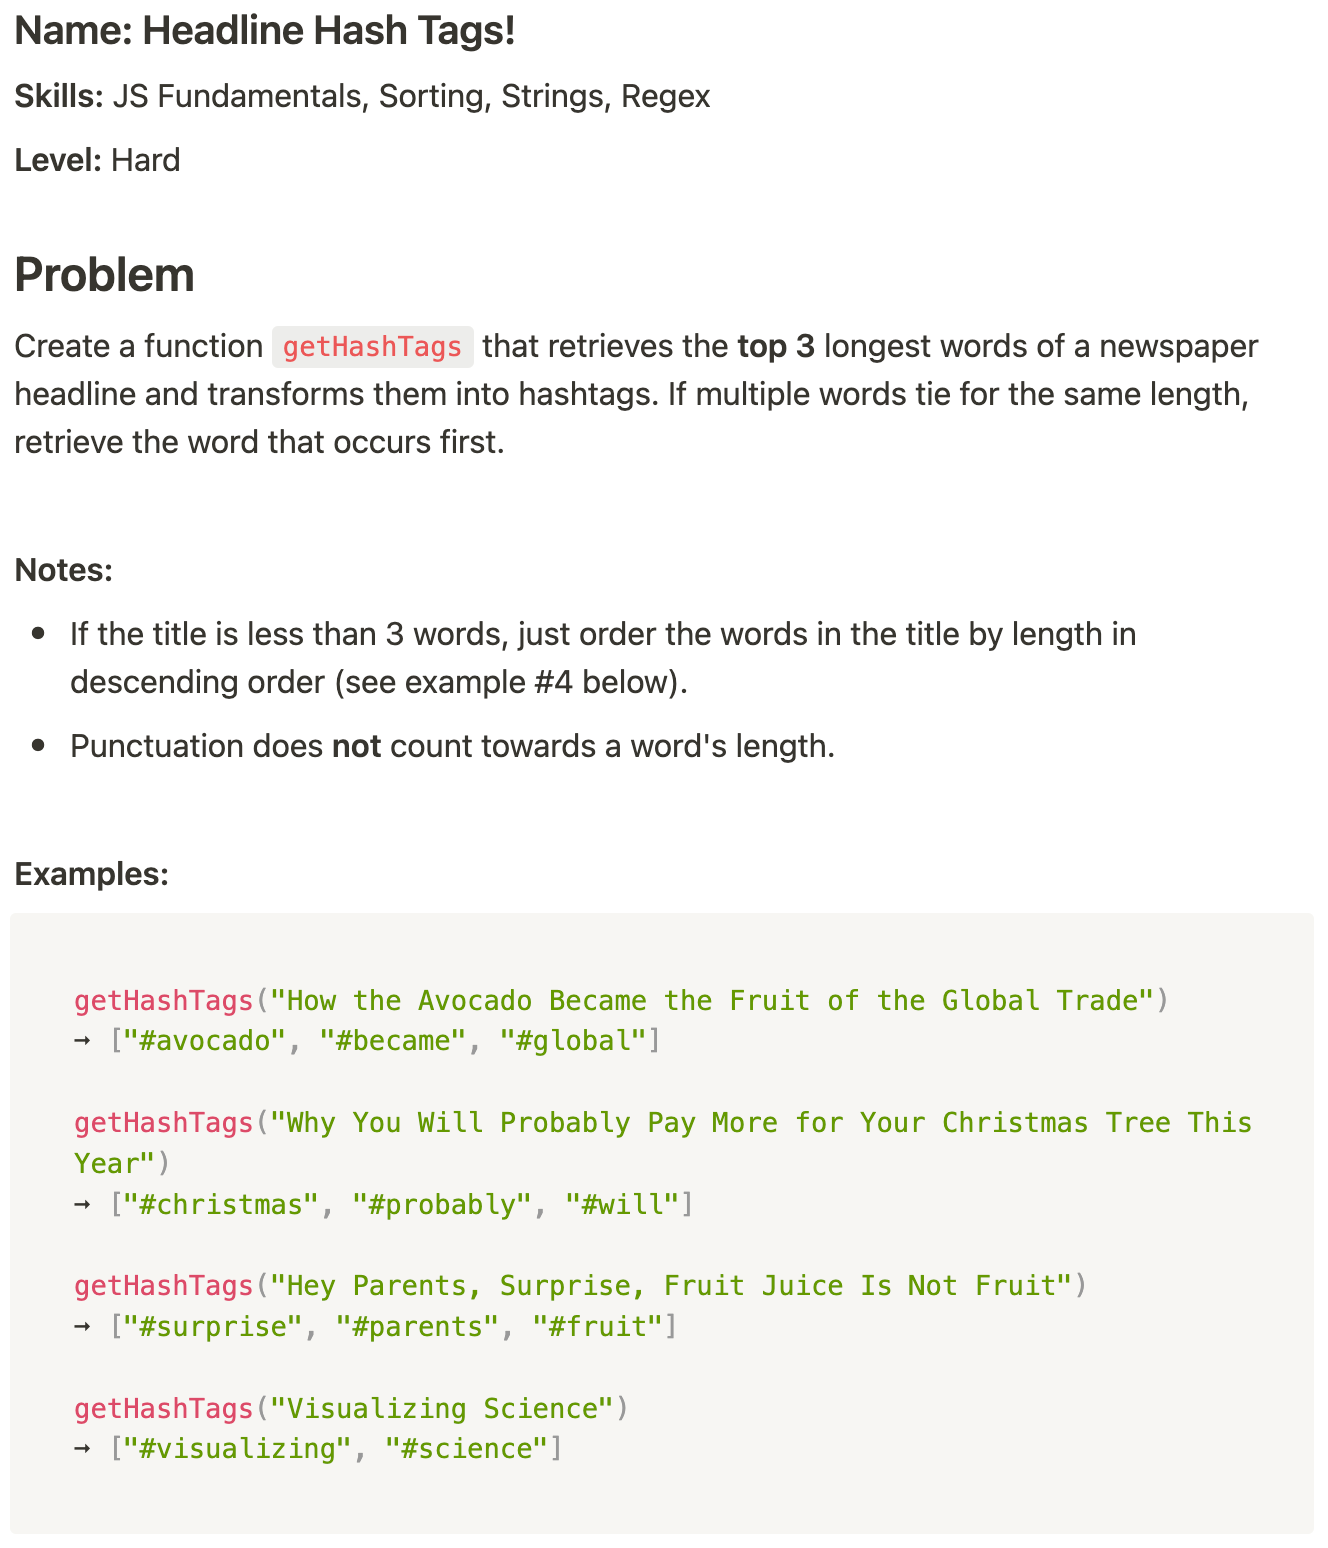 Name: Headline Hash Tags!
Skills: JS Fundamentals, Sorting, Strings, Regex
Level: Hard
Problem
Create a function getHashTags that retrieves the top 3 longest words of a newspaper
headline and transforms them into hashtags. If multiple words tie for the same length,
retrieve the word that occurs first.
Notes:
• If the title is less than 3 words, just order the words in the title by length in
descending order (see example #4 below).
• Punctuation does not count towards a word's length.
Examples:
getHashTags("How the Avocado Became the Fruit of the Global Trade")
→ ["#avocado", "#became", "#global"]
getHashTags("Why You Will Probably Pay More for Your Christmas Tree This
Year")
→ ["#christmas", "#probably", "#will"]
getHashTags("Hey Parents, Surprise, Fruit Juice Is Not Fruit")
→ ["#surprise", "#parents", "#fruit"]
getHashTags("Visualizing Science")
→ ["#visualizing", "#science"]